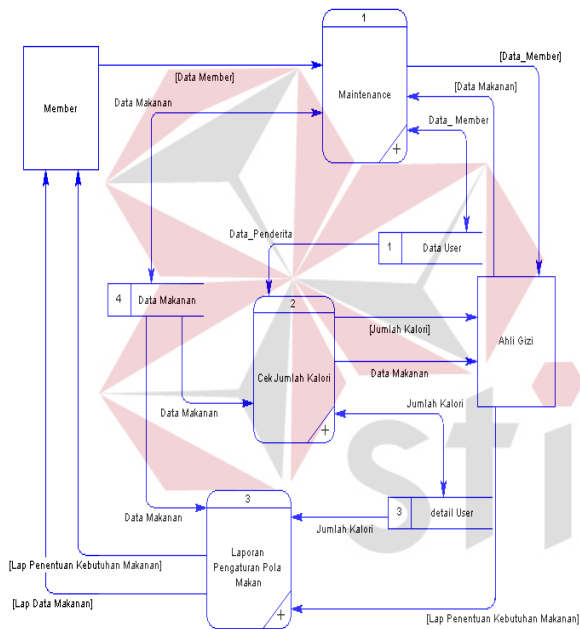 1
[Data_Member]
[Data Member]
[Data Makanan]
Maintenance
Data Makanan
Member
Data_ Member
+
Data_Penderita
1 Data User
4 Data Makanan
2
[Jumlah Kalori]
Ahli Gizi
Cek Jumlah Kalori
Data Makanan
Jumlah Kalori
Data Makanan
+
3
3 detail User
Data Makanan
Jumlah Kalori
Laporan
Pengaturan Pola
Makan
[Lap Penentuan Kebutuhan Makanan]
[Lap Data Makanan]
+
[Lap Penentuan Kebutuhan Makanan]
sti